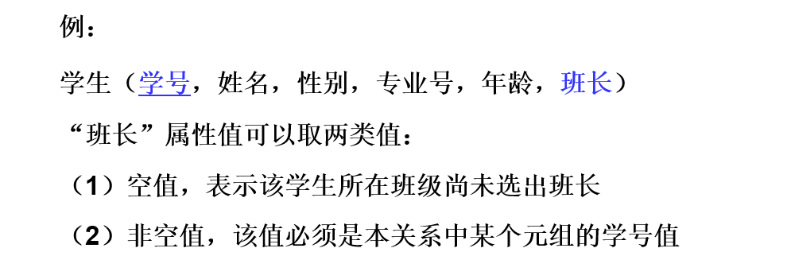 例：
学生（学号，姓名，性别，专业号，年龄，班长）
“班长”属性值可以取两类值：
（1）空值，表示该学生所在班级尚未选出班长
（2）非空值，该值必须是本关系中某个元组的学号值